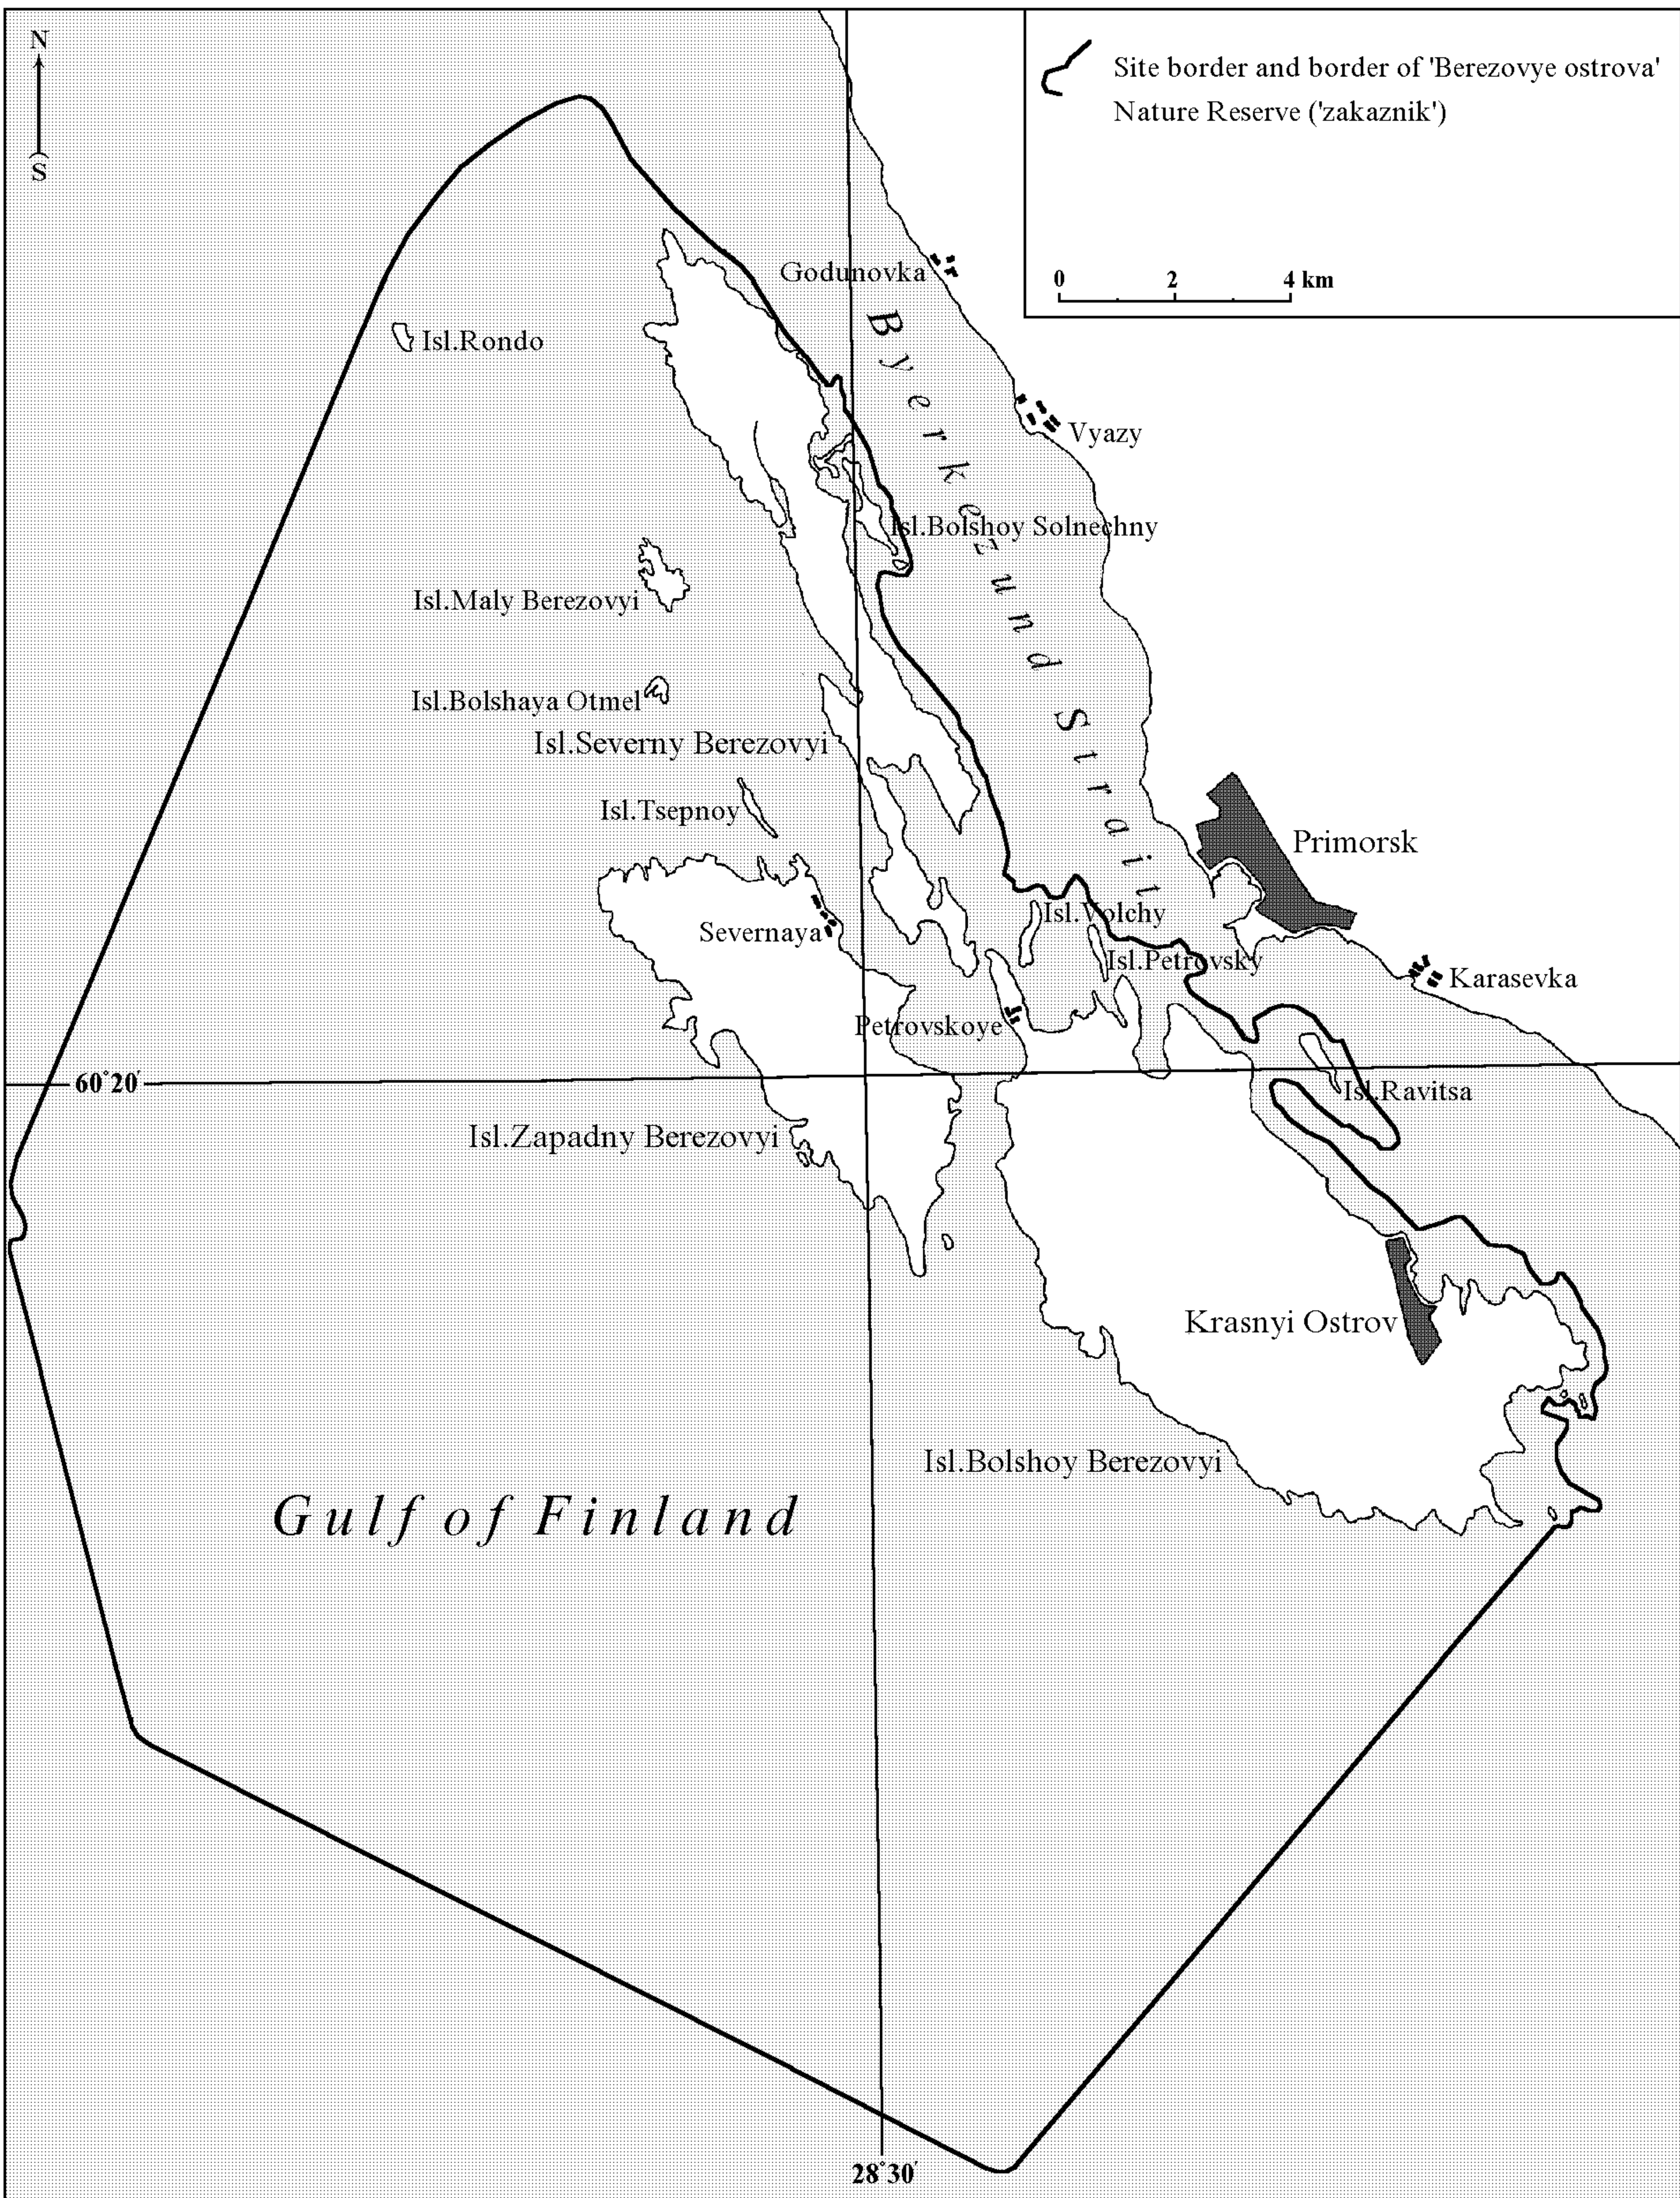 N
S
Site border and border of 'Berezovye ostrova'
Nature Reserve ('zakaznik')
0 2 4 km
Godunovka
Isl.Rondo
Byerkezund Strait
Vyazy
Isl.Bolshoy Solnechny
Isl.Maly Berezovyi
Isl.Bolshaya Otmel
Isl.Severny Berezovyi
Isl.Tsepnoy
Primorsk
Isl.Volchy
Severnaya
Isl.Petrovsky
Karasevka
Petrovskoye
60°20'
Isl.Ravitsa
Isl.Zapadny Berezovyi
Krasnyi Ostrov
Isl.Bolshoy Berezovyi
Gulf of Finland
28°30'